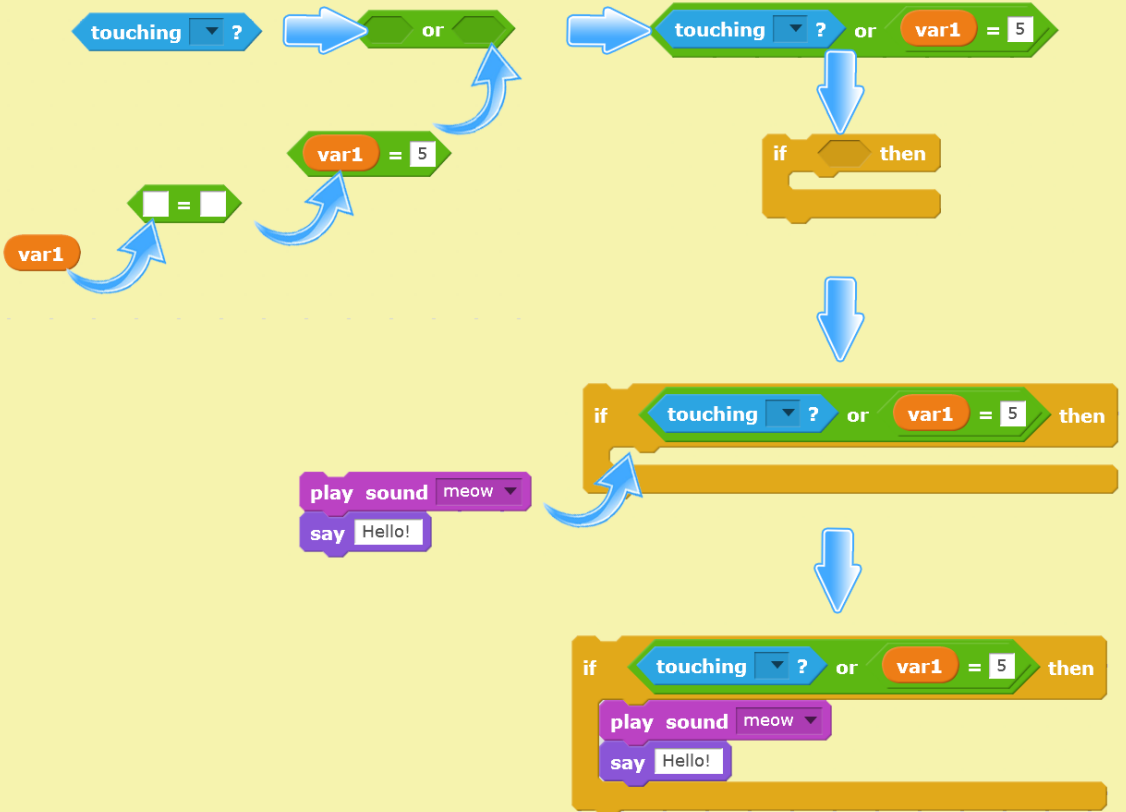 touching ?
or
touching ? or var1 = 5
var1 = 5
if then
=
var1
if touching ? or var1 = 5 then
play sound meow
say Hello!
if touching ? or var1 = 5 then
play sound meow
say Hello!